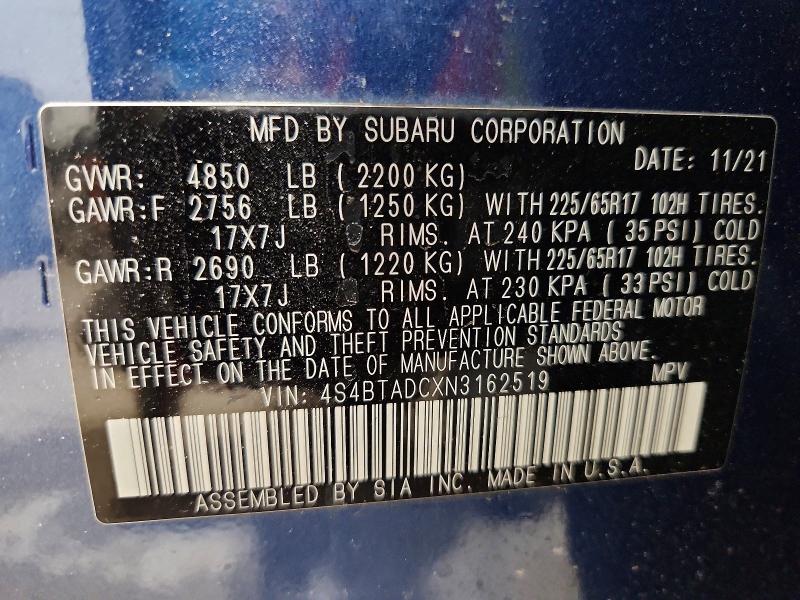 MFD BY SUBARU CORPORATION
DATE: 11/21
GVWR: 4850 LB ( 2200 KG)
GAWR:F 2756 LB ( 1250 KG) WITH 225/65R17 102H TIRES.
17X7J RIMS. AT 240 KPA ( 35 PSI) COLD
GAWR:R 2690 LB ( 1220 KG) WITH 225/65R17 102H TIRES.
17X7J RIMS. AT 230 KPA ( 33 PSI) COLD
THIS VEHICLE CONFORMS TO ALL APPLICABLE FEDERAL MOTOR
VEHICLE SAFETY AND THEFT PREVENTION STANDARDS
IN EFFECT ON THE DATE OF MANUFACTURE SHOWN ABOVE.
VIN: 4S4BTADCXN3162519 MPV
ASSEMBLED BY SIA INC. MADE IN U.S.A.